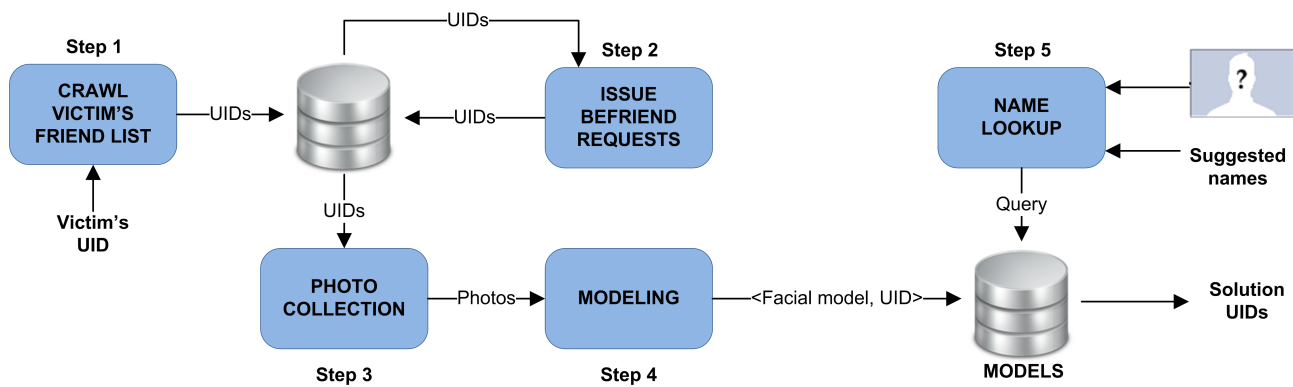 Step 1
CRAWL
VICTIM'S
FRIEND LIST
Victim's
UID
UIDs
UIDs
UIDs
Step 2
ISSUE
BEFRIEND
REQUESTS
UIDs
PHOTO
COLLECTION
Step 3
Photos
MODELING
Step 4
<Facial model, UID>
Step 5
NAME
LOOKUP
?
Suggested
names
Query
MODELS
Solution
UIDs